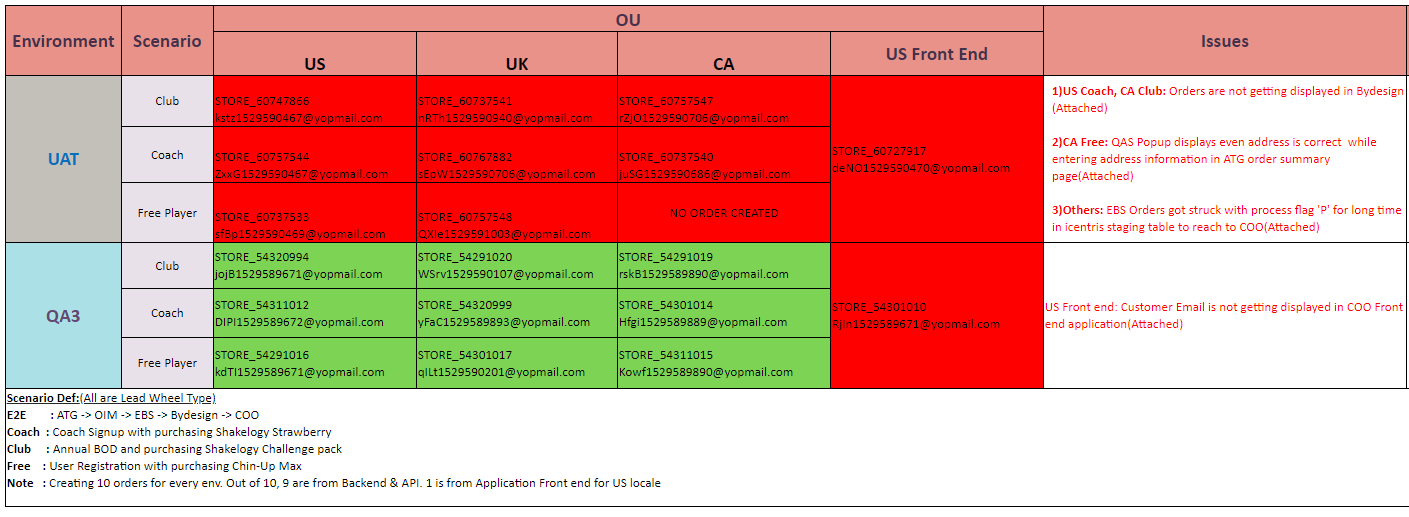 Environment
Scenario
OU
Issues
US
UK
CA
US Front End
UAT
Club
STORE_60747866
kstz1529590467@yopmail.com
STORE_60737541
nRTh1529590940@yopmail.com
STORE_60757547
rZjO1529590706@yopmail.com
Coach
STORE_60757544
ZxxG1529590467@yopmail.com
STORE_60767882
sEpW1529590706@yopmail.com
STORE_60737540
juSG1529590686@yopmail.com
Free Player
STORE_60737533
sfBp1529590469@yopmail.com
STORE_60757548
QXIe1529591003@yopmail.com
NO ORDER CREATED
STORE_60727917
deNO1529590470@yopmail.com
1)US Coach, CA Club: Orders are not getting displayed in Bydesign
(Attached)
2)CA Free: QAS Popup displays even address is correct while
entering address information in ATG order summary
page(Attached)
3)Others: EBS Orders got struck with process flag 'P' for long time
in icentris staging table to reach to COO(Attached)
QA3
Club
STORE_54320994
jojB1529589671@yopmail.com
STORE_54291020
WSrv1529590107@yopmail.com
STORE_54291019
rskB1529589890@yopmail.com
Coach
STORE_54311012
DIPI1529589672@yopmail.com
STORE_54320999
yFaC1529589893@yopmail.com
STORE_54301014
Hfgi1529589889@yopmail.com
Free Player
STORE_54291016
kdTI1529589671@yopmail.com
STORE_54301017
qILt1529590201@yopmail.com
STORE_54311015
Kowf1529589890@yopmail.com
STORE_54301010
RjIn1529589671@yopmail.com
US Front end: Customer Email is not getting displayed in COO Front
end application(Attached)
Scenario Def:(All are Lead Wheel Type)
E2E : ATG -> OIM -> EBS -> Bydesign -> COO
Coach : Coach Signup with purchasing Shakelogy Strawberry
Club : Annual BOD and purchasing Shakelogy Challenge pack
Free : User Registration with purchasing Chin-Up Max
Note : Creating 10 orders for every env. Out of 10, 9 are from Backend & API. 1 is from Application Front end for US locale